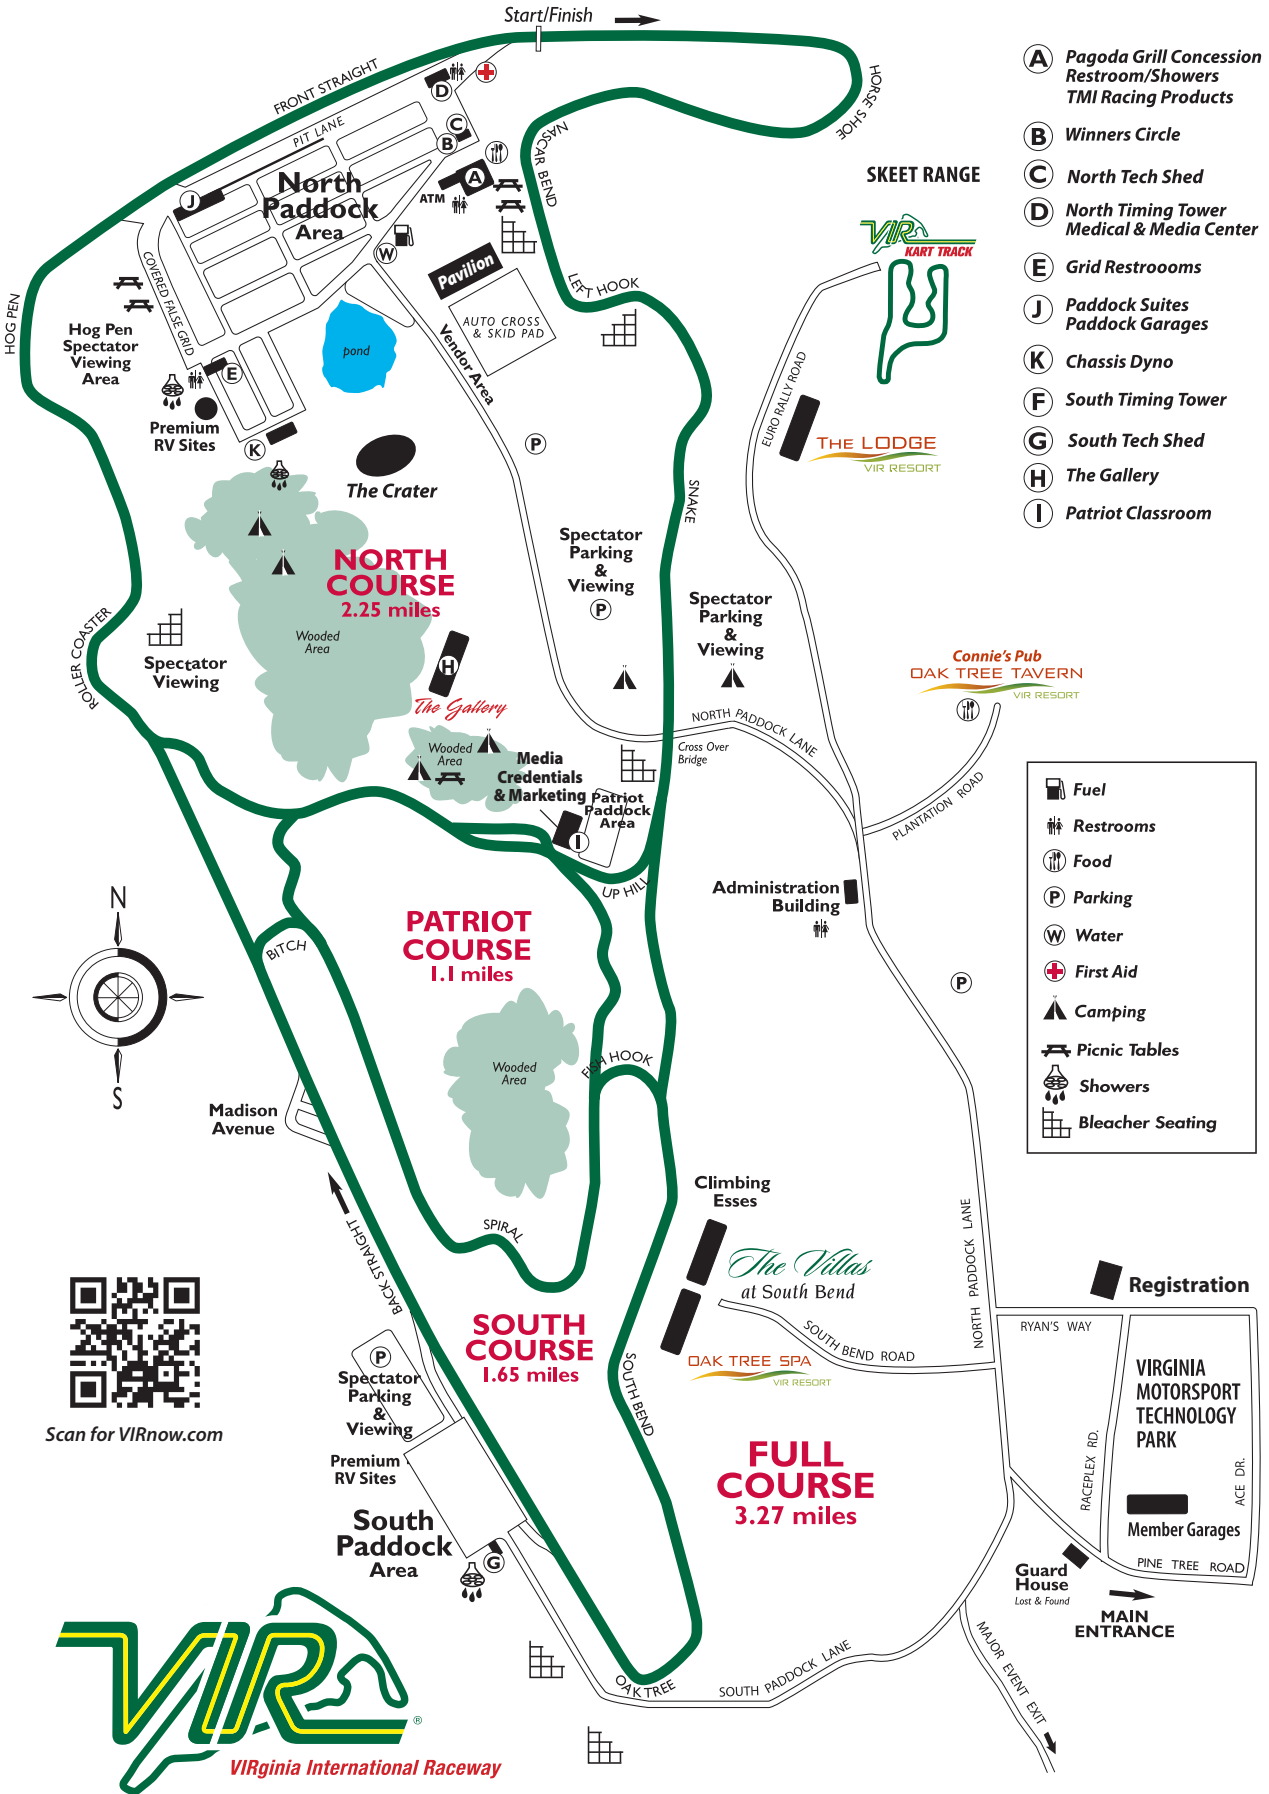 Start/Finish
FRONT STRAIGHT
PIT LANE
HORSE SHOE
NASCAR BEND
D
C
B
A
ATM
J
North
Paddock
Area
W
Pavilion
AUTO CROSS
& SKID PAD
Vendor Area
LEFT HOOK
COVERED FALSE GRID
HOG PEN
Hog Pen
Spectator
Viewing
Area
pond
E
Premium
RV Sites
K
The Crater
P
SNAKE
SKEET RANGE
VIR
KART TRACK
EURO RALLY ROAD
THE LODGE
VIR RESORT
A
Pagoda Grill Concession
Restroom/Showers
TMI Racing Products
B
Winners Circle
C
North Tech Shed
D
North Timing Tower
Medical & Media Center
E
Grid Restroooms
J
Paddock Suites
Paddock Garages
K
Chassis Dyno
F
South Timing Tower
G
South Tech Shed
H
The Gallery
I
Patriot Classroom
NORTH
COURSE
2.25 miles
Spectator
Parking
&
Viewing
P
Spectator
Parking
&
Viewing
Wooded
Area
ROLLER COASTER
Spectator
Viewing
H
The Gallery
Wooded
Area
Media
Credentials
& Marketing
Patriot
Paddock
Area
I
NORTH PADDOCK LANE
Cross Over
Bridge
Connie's Pub
OAK TREE TAVERN
VIR RESORT
PLANTATION ROAD
Fuel
Restrooms
Food
P
Parking
W
Water
First Aid
Camping
Picnic Tables
Showers
Bleacher Seating
UP HILL
Administration
Building
P
PATRIOT
COURSE
1.1 miles
BITCH
N
S
Wooded
Area
FISH HOOK
Madison
Avenue
SPIRAL
BACK STRAIGHT
Climbing
Esses
The Villas
at South Bend
SOUTH BEND ROAD
OAK TREE SPA
VIR RESORT
NORTH PADDOCK LANE
Registration
RYAN'S WAY
VIRGINIA
MOTORSPORT
TECHNOLOGY
PARK
RACEPLEX RD.
ACE DR.
Member Garages
PINE TREE ROAD
SOUTH
COURSE
1.65 miles
SOUTH BEND
P
Spectator
Parking
&
Viewing
Premium
RV Sites
South
Paddock
Area
G
Scan for VIRnow.com
FULL
COURSE
3.27 miles
Guard
House
Lost & Found
MAIN
ENTRANCE
MAJOR EVENT EXIT
SOUTH PADDOCK LANE
OAK TREE
VIR
®
VIRginia International Raceway